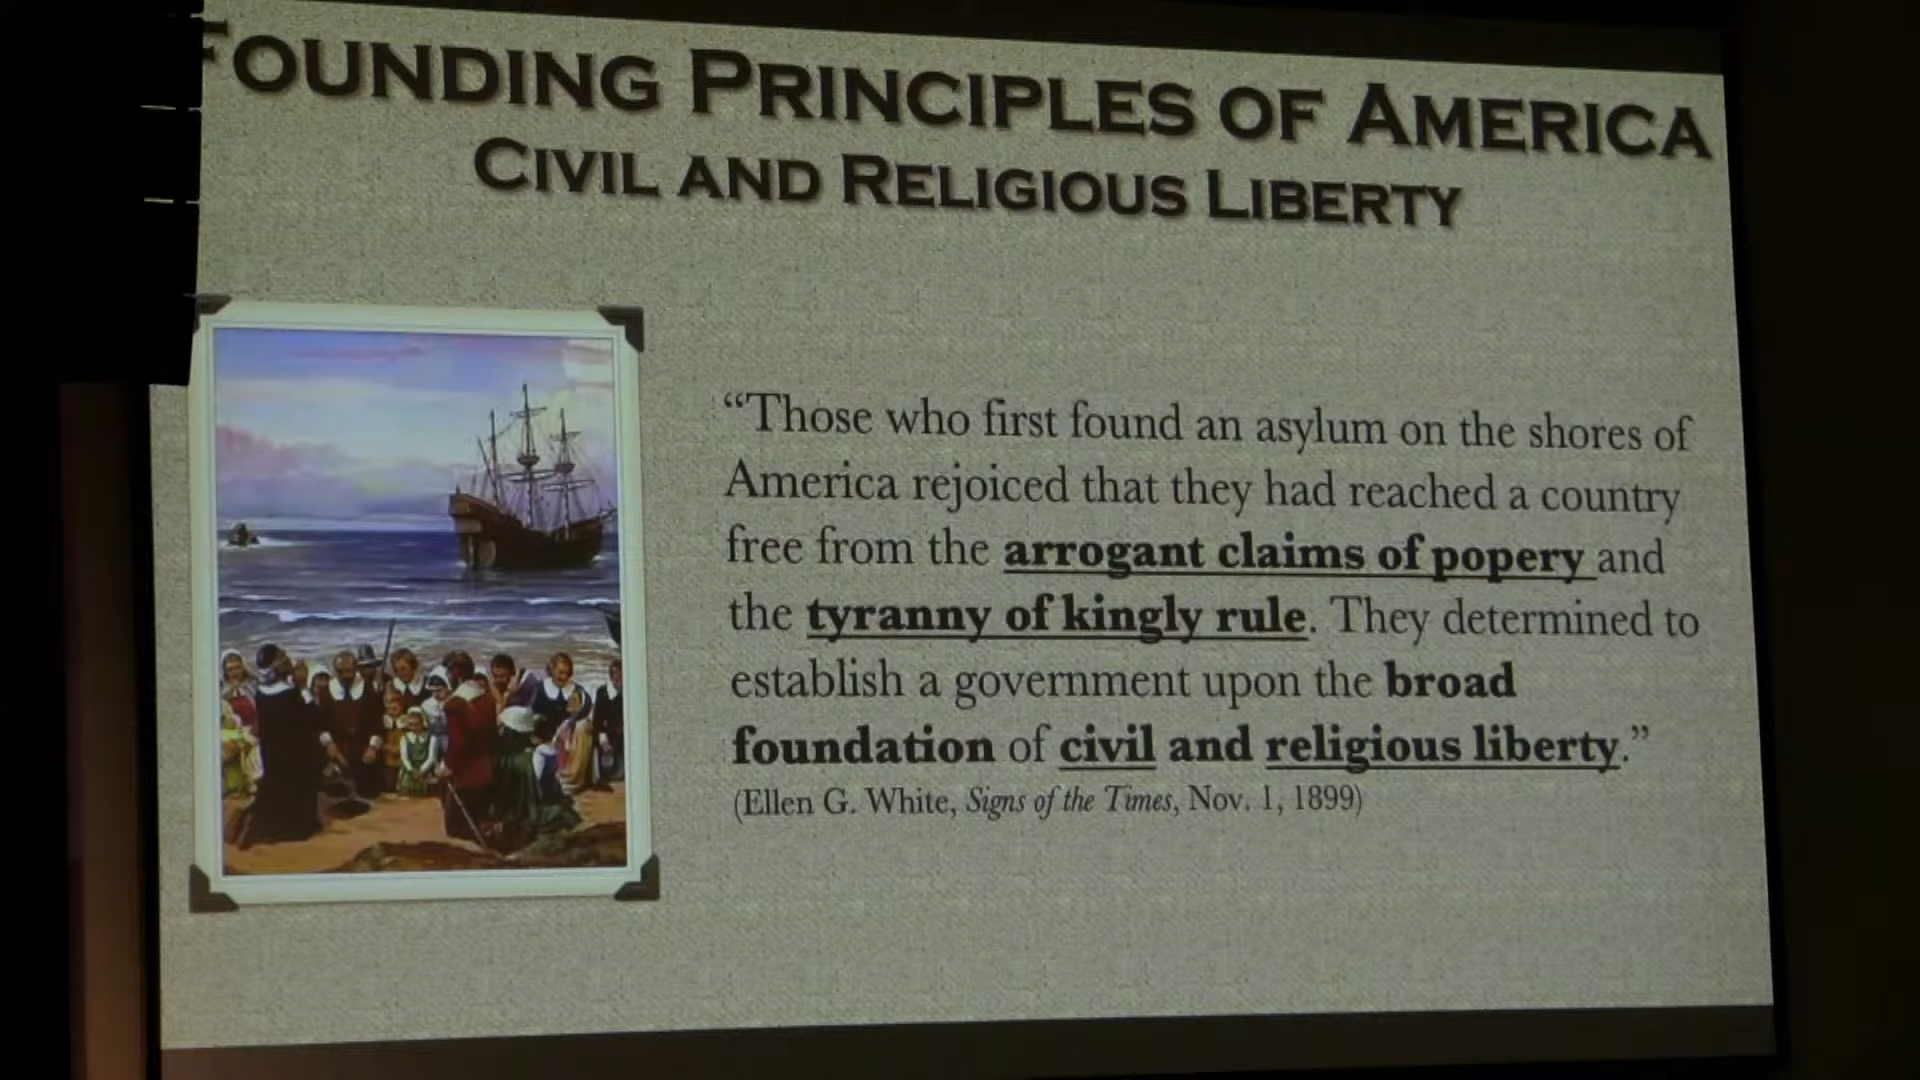 FOUNDING PRINCIPLES OF AMERICA
CIVIL AND RELIGIOUS LIBERTY
“Those who first found an asylum on the shores of
America rejoiced that they had reached a country
free from the arrogant claims of popery and
the tyranny of kingly rule. They determined to
establish a government upon the broad
foundation of civil and religious liberty.”
(Ellen G. White, Signs of the Times, Nov. 1, 1899)